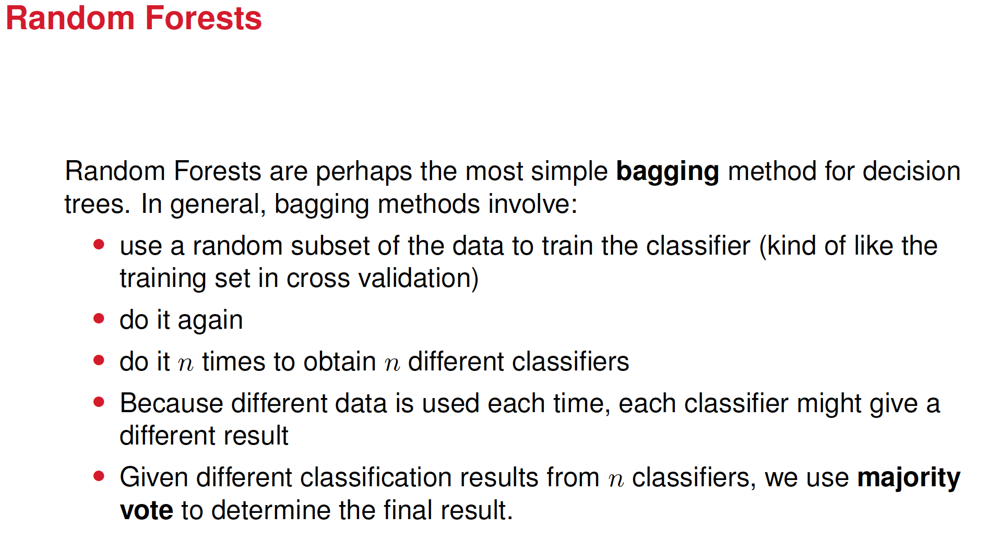 Random Forests
Random Forests are perhaps the most simple bagging method for decision
trees. In general, bagging methods involve:
• use a random subset of the data to train the classifier (kind of like the
training set in cross validation)
• do it again
• do it n times to obtain n different classifiers
• Because different data is used each time, each classifier might give a
different result
• Given different classification results from n classifiers, we use majority
vote to determine the final result.